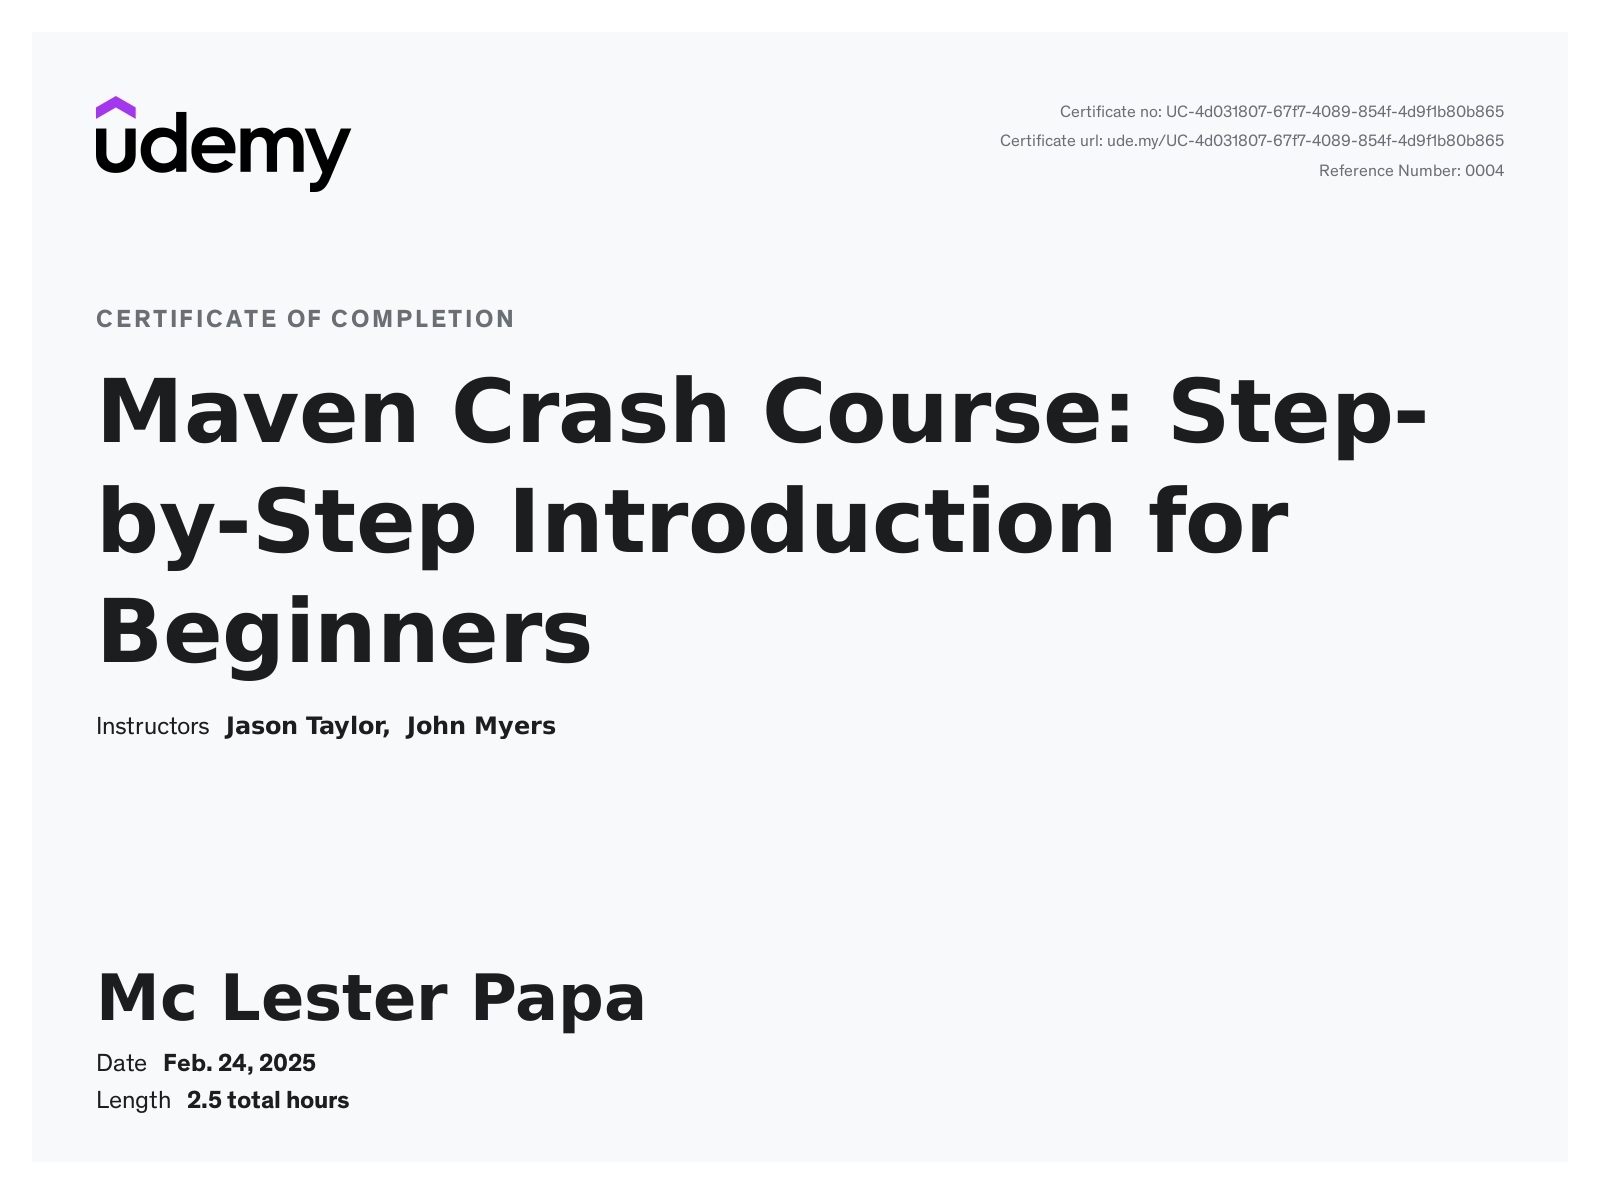 udemy
Certificate no: UC-4d031807-67f7-4089-854f-4d9f1b80b865
Certificate url: ude.my/UC-4d031807-67f7-4089-854f-4d9f1b80b865
Reference Number: 0004
CERTIFICATE OF COMPLETION
Maven Crash Course: Step-
by-Step Introduction for
Beginners
Instructors Jason Taylor, John Myers
Mc Lester Papa
Date Feb. 24, 2025
Length 2.5 total hours